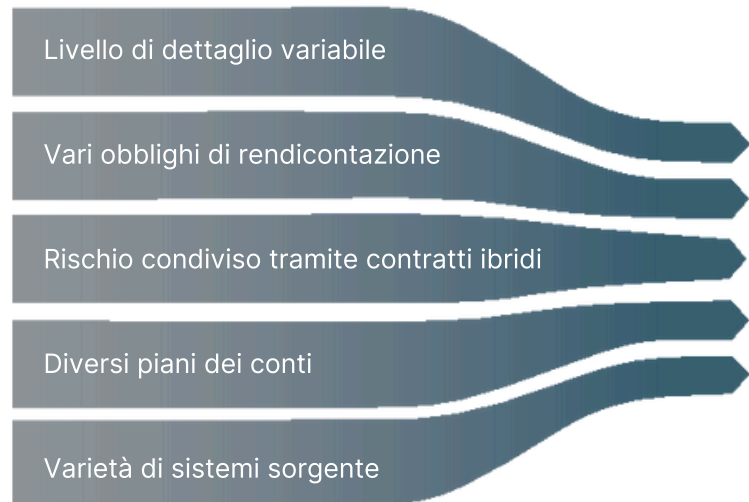 Livello di dettaglio variabile
Vari obblighi di rendicontazione
Rischio condiviso tramite contratti ibridi
Diversi piani dei conti
Varietà di sistemi sorgente